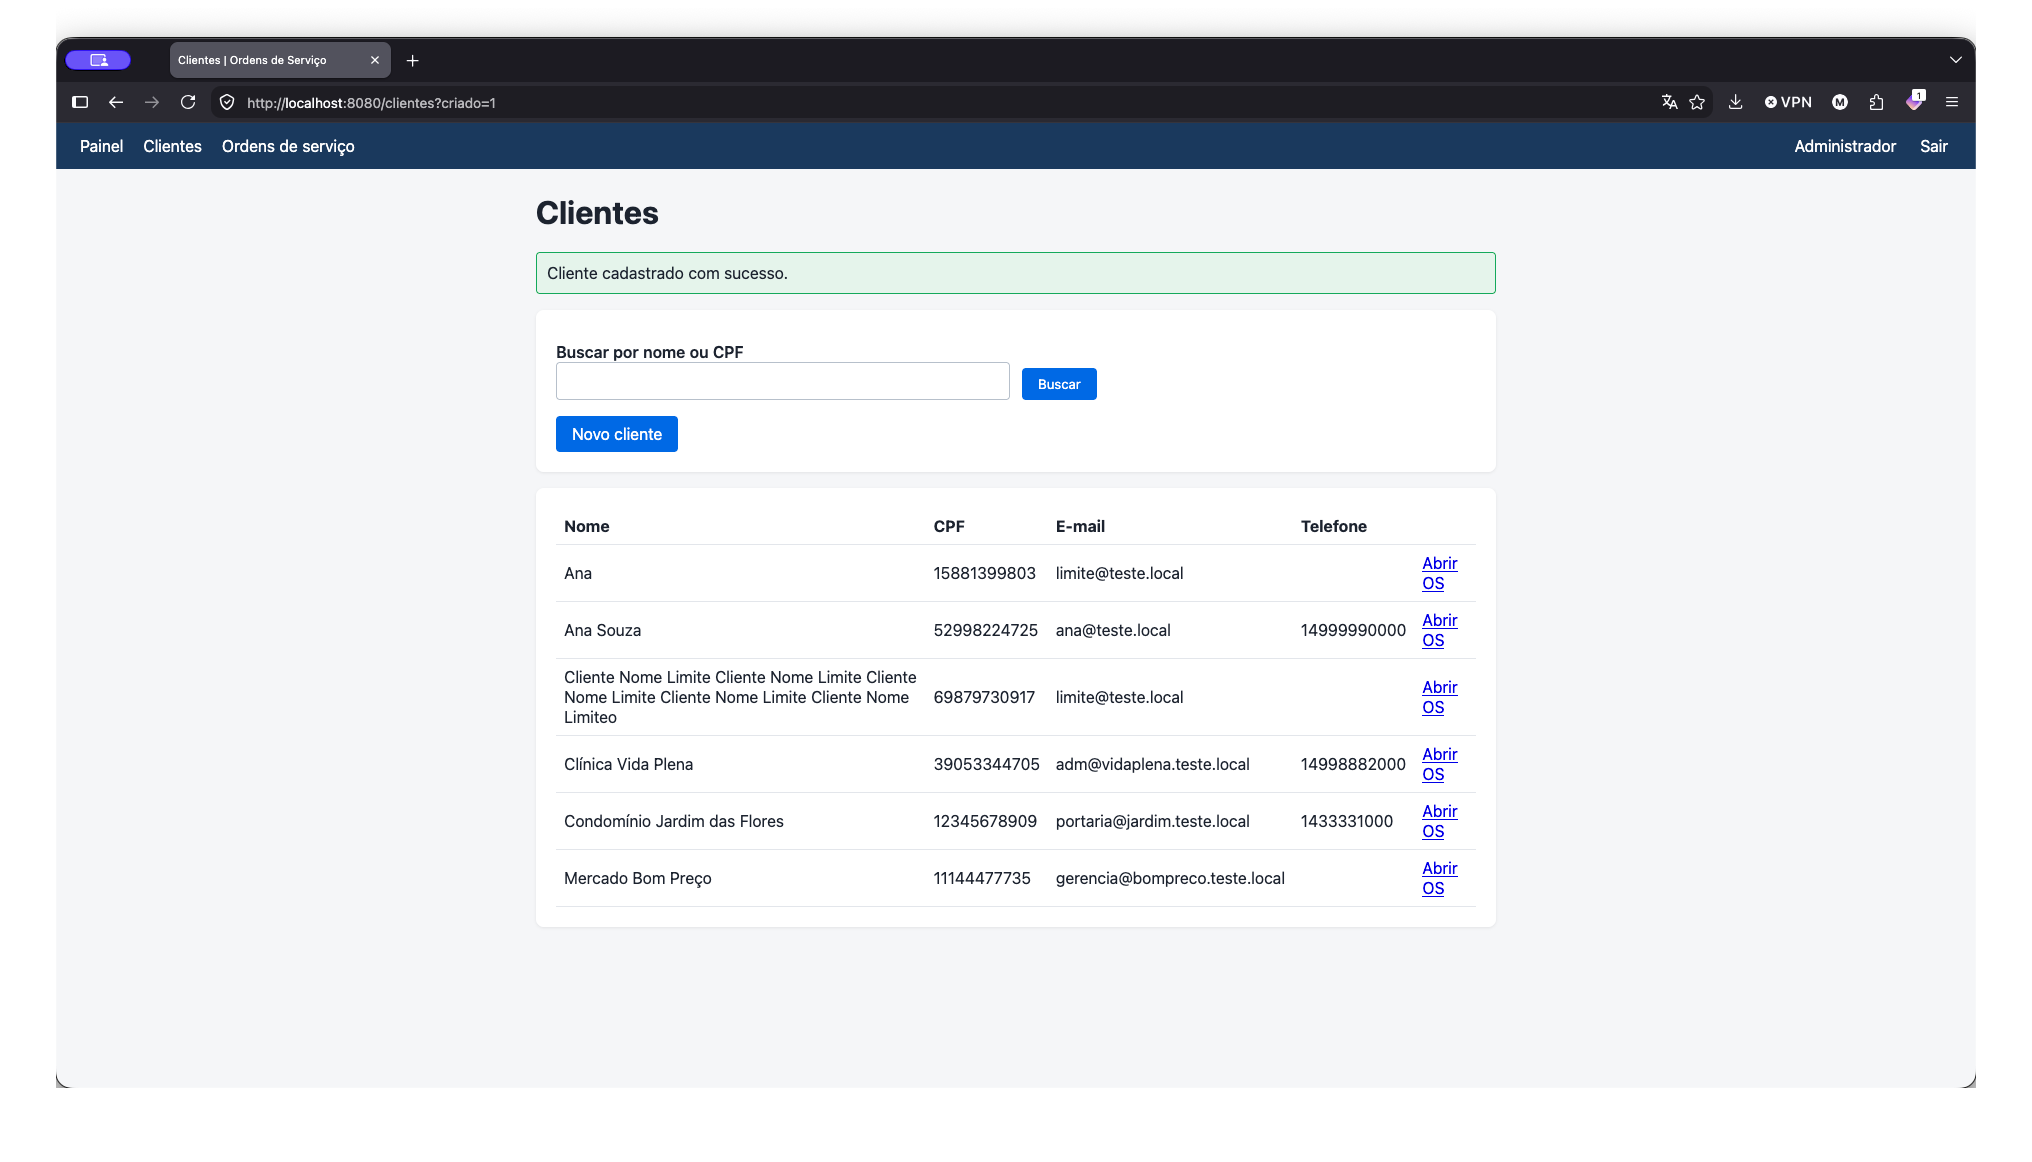 Clientes | Ordens de Serviço
http://localhost:8080/clientes?criado=1
VPN
M
1
Painel Clientes Ordens de serviço Administrador Sair
Clientes
Cliente cadastrado com sucesso.
Buscar por nome ou CPF
Buscar
Novo cliente
Nome CPF E-mail Telefone
Ana 15881399803 limite@teste.local Abrir
OS
Ana Souza 52998224725 ana@teste.local 14999990000 Abrir
OS
Cliente Nome Limite Cliente Nome Limite Cliente
Nome Limite Cliente Nome Limite Cliente Nome
Limiteo
69879730917 limite@teste.local Abrir
OS
Clínica Vida Plena 39053344705 adm@vidaplena.teste.local 14998882000 Abrir
OS
Condomínio Jardim das Flores 12345678909 portaria@jardim.teste.local 1433331000 Abrir
OS
Mercado Bom Preço 11144477735 gerencia@bompreco.teste.local Abrir
OS